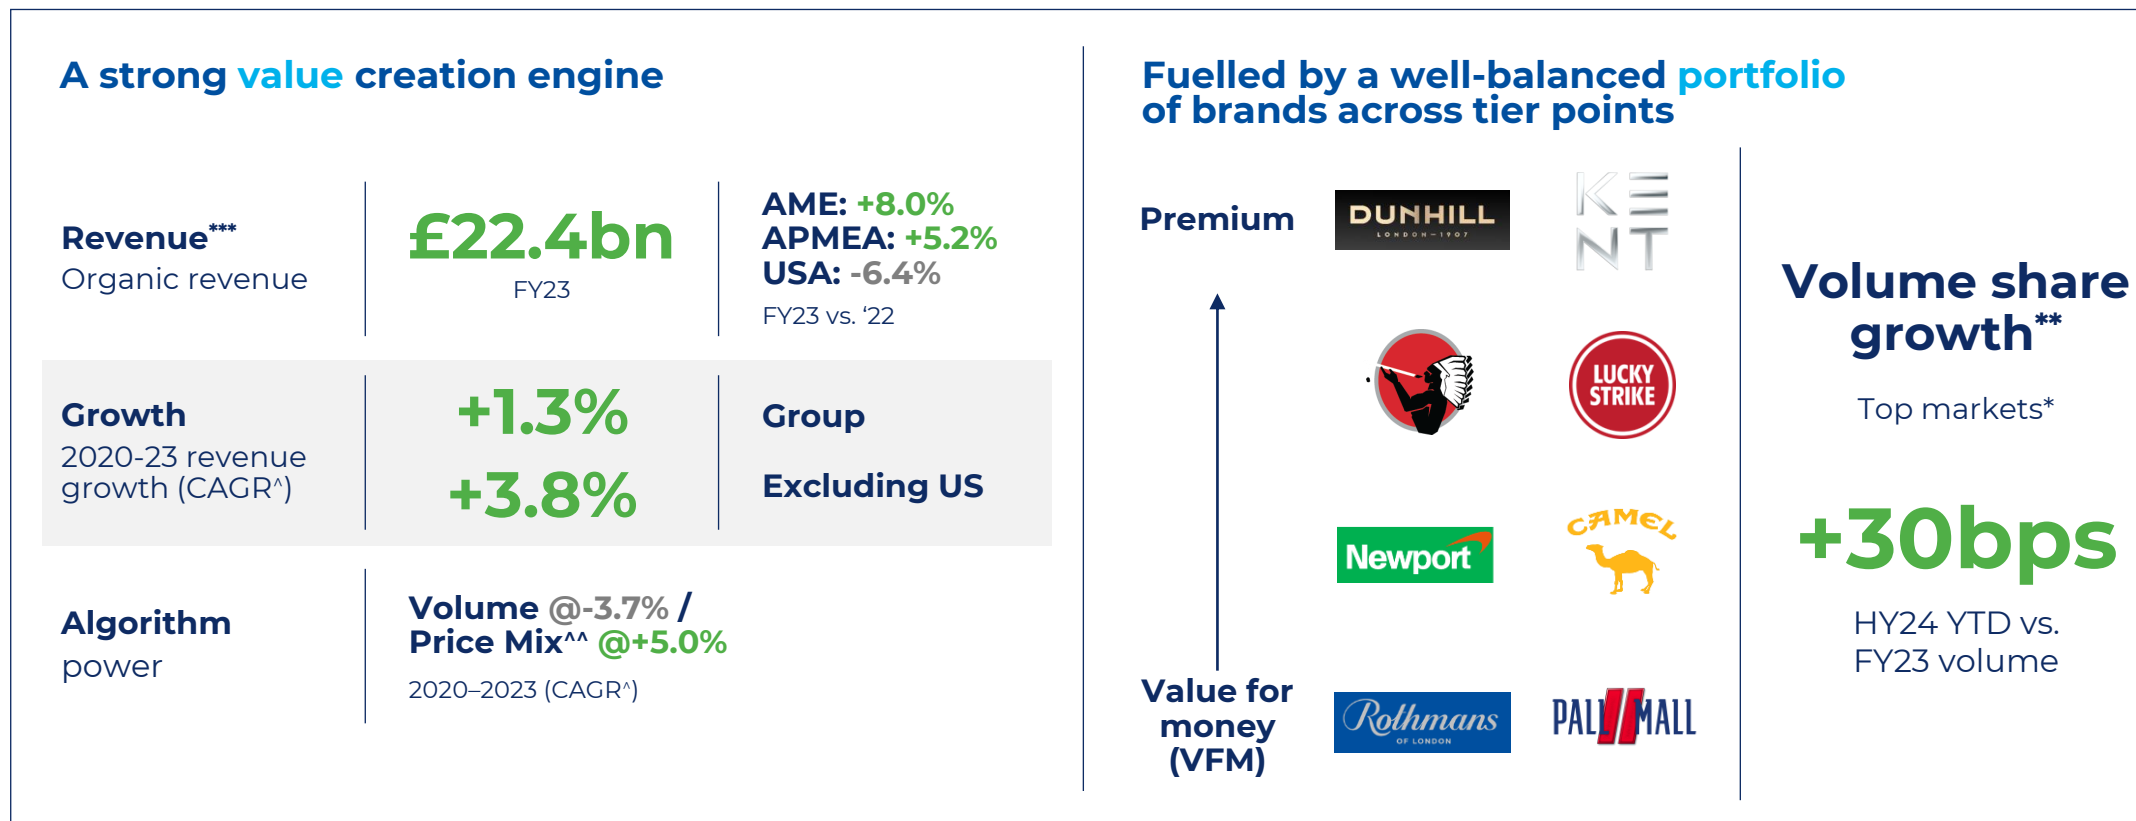 A strong value creation engine
Revenue***
Organic revenue
£22.4bn
FY23
AME: +8.0%
APMEA: +5.2%
USA: -6.4%
FY23 vs. ‘22
Growth
2020-23 revenue
growth (CAGR^)
+1.3%
Group
+3.8%
Excluding US
Algorithm
power
Volume @-3.7% /
Price Mix^^ @+5.0%
2020–2023 (CAGR^)
Fuelled by a well-balanced portfolio
of brands across tier points
Premium
DUNHILL
LONDON–1907
KE
NT
LUCKY
STRIKE
Newport
CAMEL
Value for
money
(VFM)
Rothmans
OF LONDON
PALL MALL
Volume share
growth**
Top markets*
+30bps
HY24 YTD vs.
FY23 volume